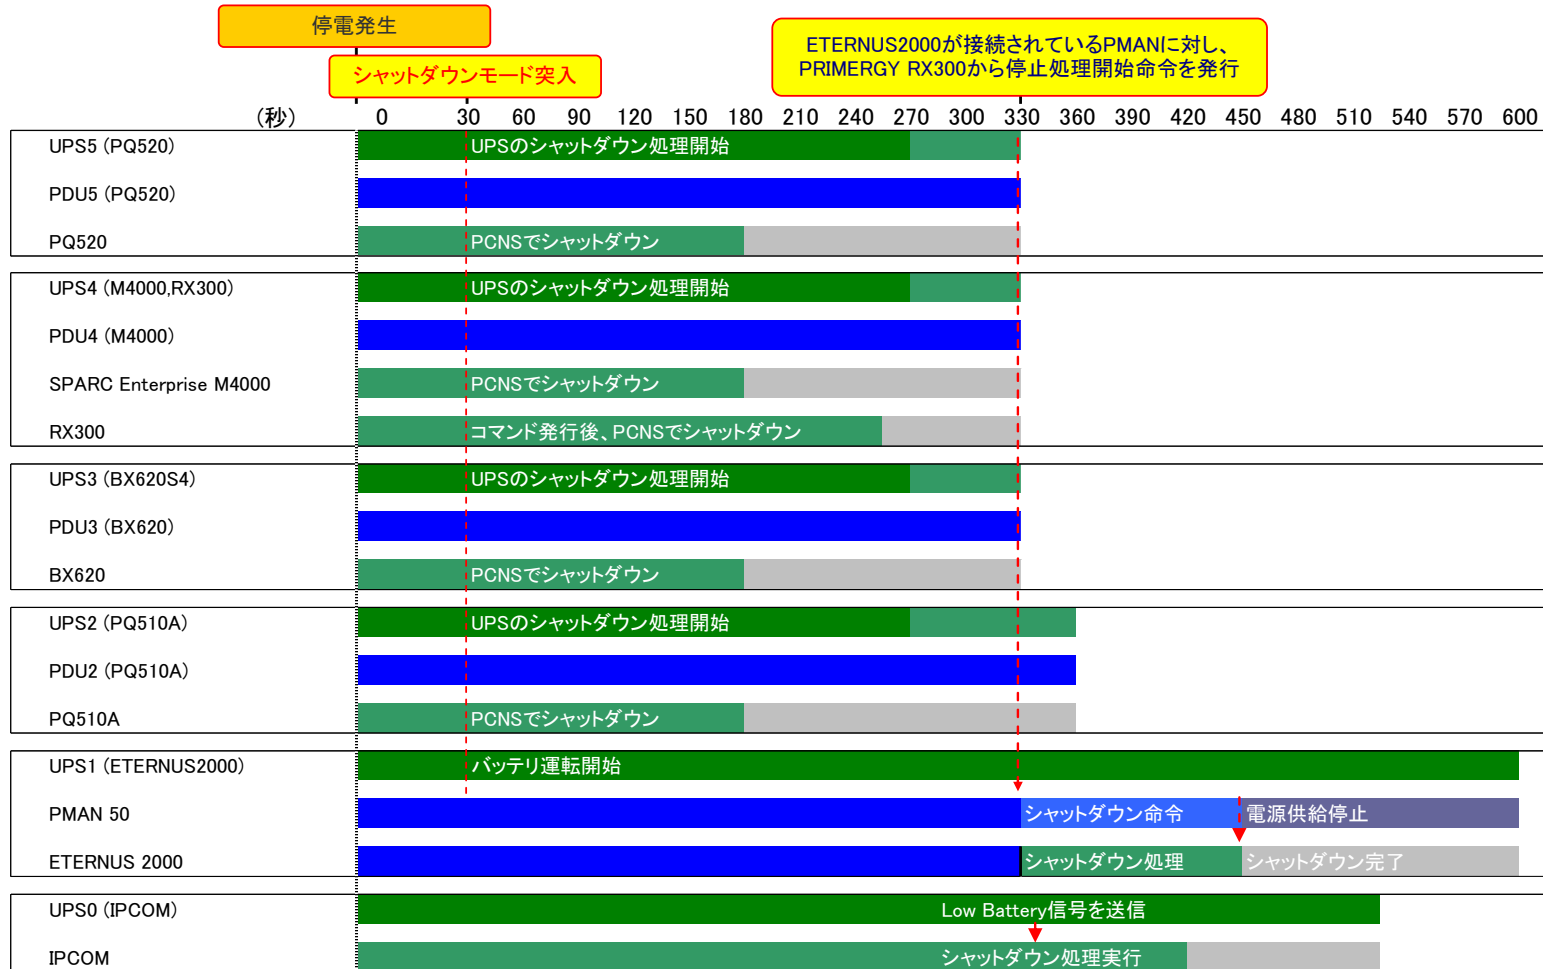 停電発生
シャットダウンモード突入
ETERNUS2000が接続されているPMANに対し、
PRIMERGY RX300から停止処理開始命令を発行
(秒) 0 30 60 90 120 150 180 210 240 270 300 330 360 390 420 450 480 510 540 570 600
UPS5 (PQ520) UPSのシャットダウン処理開始
PDU5 (PQ520)
PQ520 PCNSでシャットダウン
UPS4 (M4000,RX300) UPSのシャットダウン処理開始
PDU4 (M4000)
SPARC Enterprise M4000 PCNSでシャットダウン
RX300 コマンド発行後、PCNSでシャットダウン
UPS3 (BX620S4) UPSのシャットダウン処理開始
PDU3 (BX620)
BX620 PCNSでシャットダウン
UPS2 (PQ510A) UPSのシャットダウン処理開始
PDU2 (PQ510A)
PQ510A PCNSでシャットダウン
UPS1 (ETERNUS2000) バッテリ運転開始
PMAN 50 シャットダウン命令 電源供給停止
ETERNUS 2000 シャットダウン処理 シャットダウン完了
UPS0 (IPCOM) Low Battery信号を送信
IPCOM シャットダウン処理実行